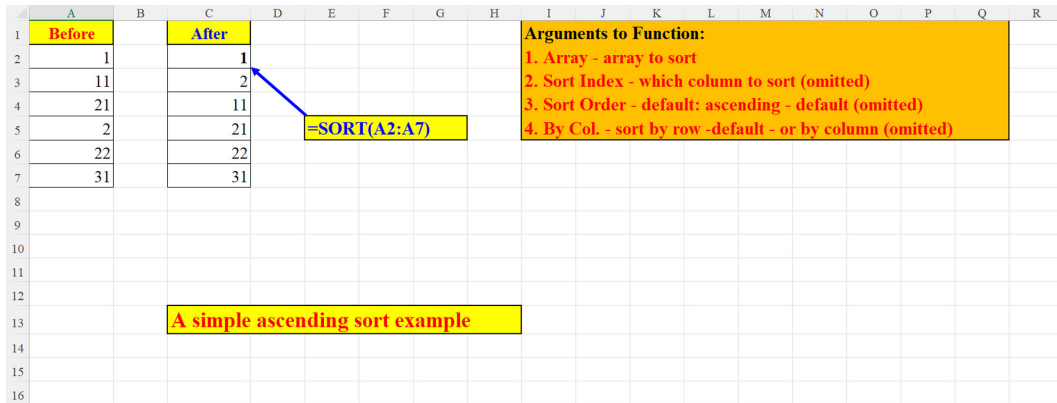 A B C D E F G H I J K L M N O P Q R
1 Before After Arguments to Function:
2 1 1 1. Array - array to sort
3 11 2 2. Sort Index - which column to sort (omitted)
4 21 11 3. Sort Order - default: ascending - default (omitted)
5 2 21 =SORT(A2:A7) 4. By Col. - sort by row -default - or by column (omitted)
6 22 22
7 31 31
8
9
10
11
12
13 A simple ascending sort example
14
15
16